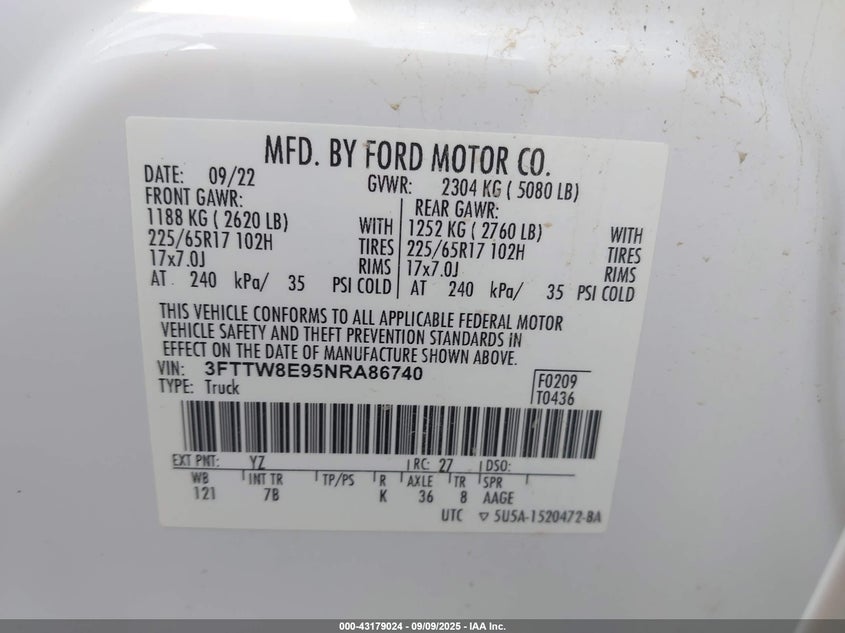 MFD. BY FORD MOTOR CO.
DATE: 09/22 GVWR: 2304 KG ( 5080 LB)
FRONT GAWR: REAR GAWR:
1188 KG ( 2620 LB) WITH 1252 KG ( 2760 LB) WITH
225/65R17 102H TIRES 225/65R17 102H TIRES
17x7.0J RIMS 17x7.0J RIMS
AT 240 kPa/ 35 PSI COLD AT 240 kPa/ 35 PSI COLD
THIS VEHICLE CONFORMS TO ALL APPLICABLE FEDERAL MOTOR
VEHICLE SAFETY AND THEFT PREVENTION STANDARDS IN
EFFECT ON THE DATE OF MANUFACTURE SHOWN ABOVE.
VIN: 3FTTW8E95NRA86740 F0209
TYPE: Truck T0436
EXT PNT: YZ RC: 27 DSO:
WB INT TR TP/PS R AXLE TR SPR
121 7B K 36 8 AAGE
UTC ▽ 5U5A-1520472-BA
000-43179024 - 09/09/2025 - IAA Inc.